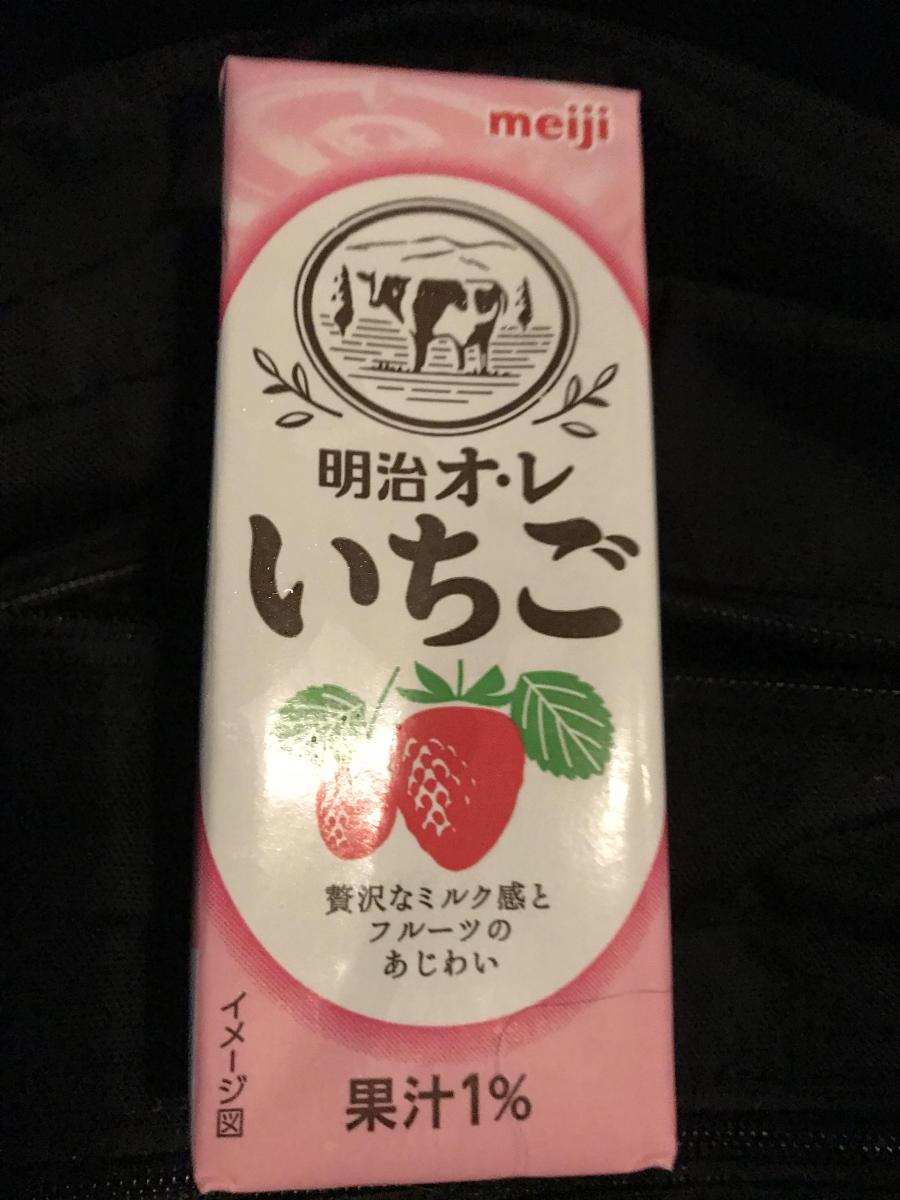 meiji
明治オ・レ
いちご
贅沢なミルク感と
フルーツの
あじわい
イメージ図
果汁1%